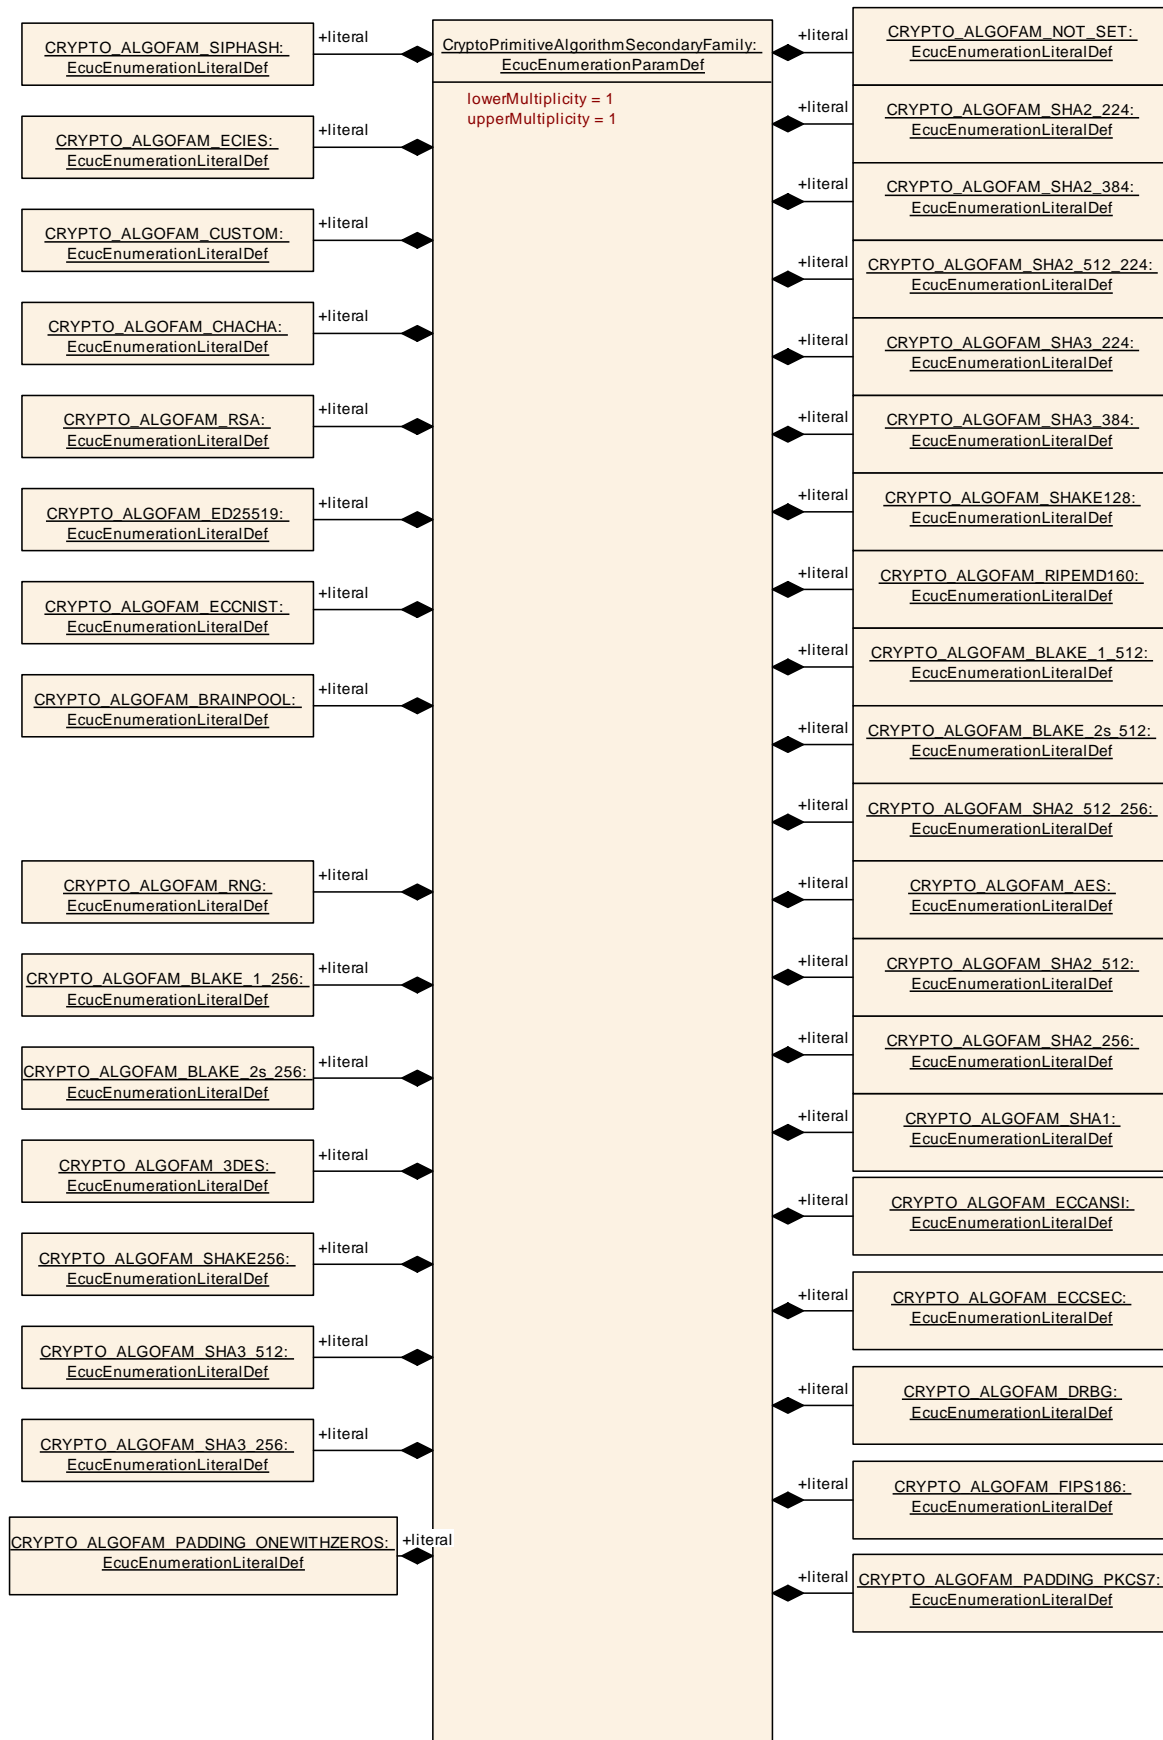 CRYPTO_ALGOFAM_SIPHASH:
EcucEnumerationLiteralDef
+literal
CRYPTO_ALGOFAM_ECIES:
EcucEnumerationLiteralDef
+literal
CRYPTO_ALGOFAM_CUSTOM:
EcucEnumerationLiteralDef
+literal
CRYPTO_ALGOFAM_CHACHA:
EcucEnumerationLiteralDef
+literal
CRYPTO_ALGOFAM_RSA:
EcucEnumerationLiteralDef
+literal
CRYPTO_ALGOFAM_ED25519:
EcucEnumerationLiteralDef
+literal
CRYPTO_ALGOFAM_ECCNIST:
EcucEnumerationLiteralDef
+literal
CRYPTO_ALGOFAM_BRAINPOOL:
EcucEnumerationLiteralDef
+literal
CRYPTO_ALGOFAM_RNG:
EcucEnumerationLiteralDef
+literal
CRYPTO_ALGOFAM_BLAKE_1_256:
EcucEnumerationLiteralDef
+literal
CRYPTO_ALGOFAM_BLAKE_2s_256:
EcucEnumerationLiteralDef
+literal
CRYPTO_ALGOFAM_3DES:
EcucEnumerationLiteralDef
+literal
CRYPTO_ALGOFAM_SHAKE256:
EcucEnumerationLiteralDef
+literal
CRYPTO_ALGOFAM_SHA3_512:
EcucEnumerationLiteralDef
+literal
CRYPTO_ALGOFAM_SHA3_256:
EcucEnumerationLiteralDef
+literal
CRYPTO_ALGOFAM_PADDING_ONEWITHZEROS:
EcucEnumerationLiteralDef
+literal
CryptoPrimitiveAlgorithmSecondaryFamily:
EcucEnumerationParamDef
lowerMultiplicity = 1
upperMultiplicity = 1
+literal
CRYPTO_ALGOFAM_NOT_SET:
EcucEnumerationLiteralDef
+literal
CRYPTO_ALGOFAM_SHA2_224:
EcucEnumerationLiteralDef
+literal
CRYPTO_ALGOFAM_SHA2_384:
EcucEnumerationLiteralDef
+literal
CRYPTO_ALGOFAM_SHA2_512_224:
EcucEnumerationLiteralDef
+literal
CRYPTO_ALGOFAM_SHA3_224:
EcucEnumerationLiteralDef
+literal
CRYPTO_ALGOFAM_SHA3_384:
EcucEnumerationLiteralDef
+literal
CRYPTO_ALGOFAM_SHAKE128:
EcucEnumerationLiteralDef
+literal
CRYPTO_ALGOFAM_RIPEMD160:
EcucEnumerationLiteralDef
+literal
CRYPTO_ALGOFAM_BLAKE_1_512:
EcucEnumerationLiteralDef
+literal
CRYPTO_ALGOFAM_BLAKE_2s_512:
EcucEnumerationLiteralDef
+literal
CRYPTO_ALGOFAM_SHA2_512_256:
EcucEnumerationLiteralDef
+literal
CRYPTO_ALGOFAM_AES:
EcucEnumerationLiteralDef
+literal
CRYPTO_ALGOFAM_SHA2_512:
EcucEnumerationLiteralDef
+literal
CRYPTO_ALGOFAM_SHA2_256:
EcucEnumerationLiteralDef
+literal
CRYPTO_ALGOFAM_SHA1:
EcucEnumerationLiteralDef
+literal
CRYPTO_ALGOFAM_ECCANSI:
EcucEnumerationLiteralDef
+literal
CRYPTO_ALGOFAM_ECCSEC:
EcucEnumerationLiteralDef
+literal
CRYPTO_ALGOFAM_DRBG:
EcucEnumerationLiteralDef
+literal
CRYPTO_ALGOFAM_FIPS186:
EcucEnumerationLiteralDef
+literal
CRYPTO_ALGOFAM_PADDING_PKCS7:
EcucEnumerationLiteralDef